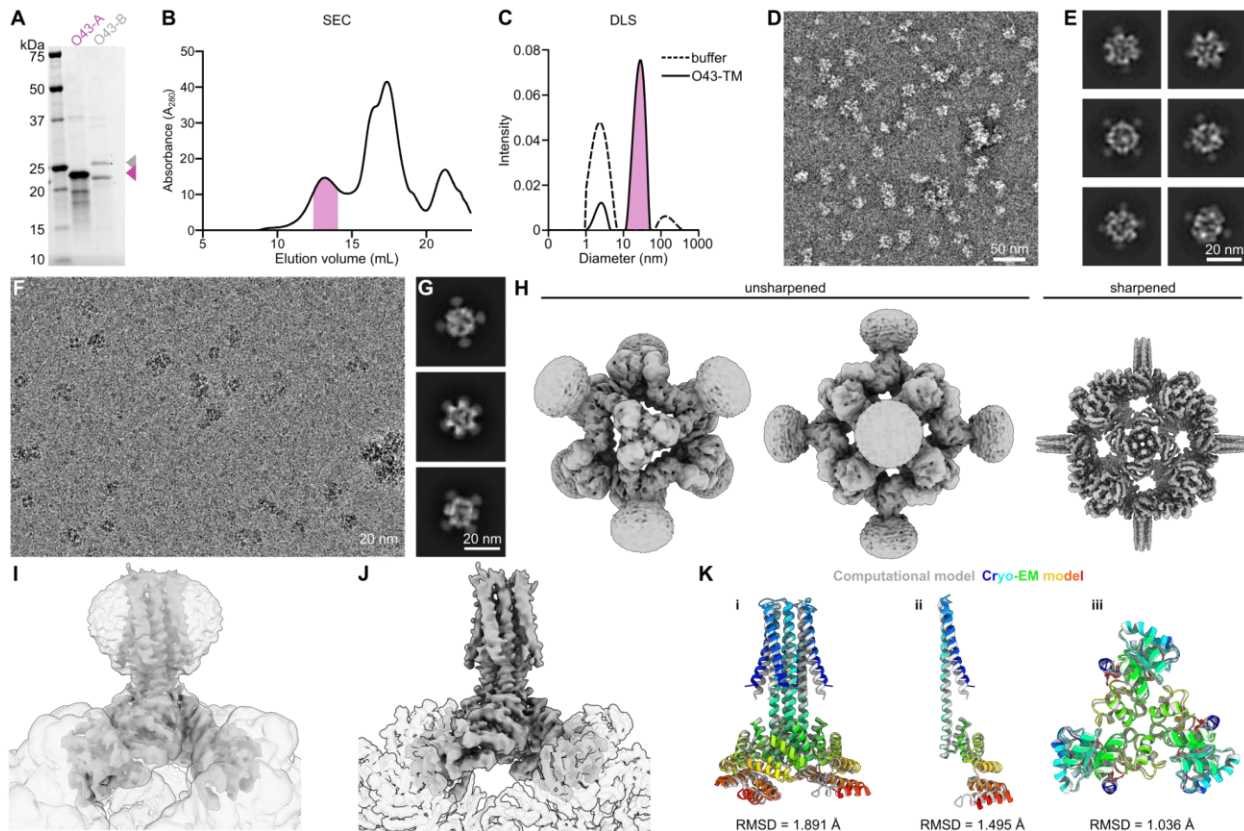 A
kDa
O43-A
O43-B
75
50
37
25
20
15
10
B
SEC
Absorbance (A₂₈₀)
50
40
30
20
10
0
5
10
15
20
Elution volume (mL)
C
DLS
Intensity
0.08
0.06
0.04
0.02
0
buffer
O43-TM
0
1
10
100
1000
Diameter (nm)
D
50 nm
E
20 nm
F
20 nm
G
20 nm
H
unsharpened
sharpened
I
J
K
Computational model Cryo-EM model
i
ii
iii
RMSD = 1.891 Å
RMSD = 1.495 Å
RMSD = 1.036 Å